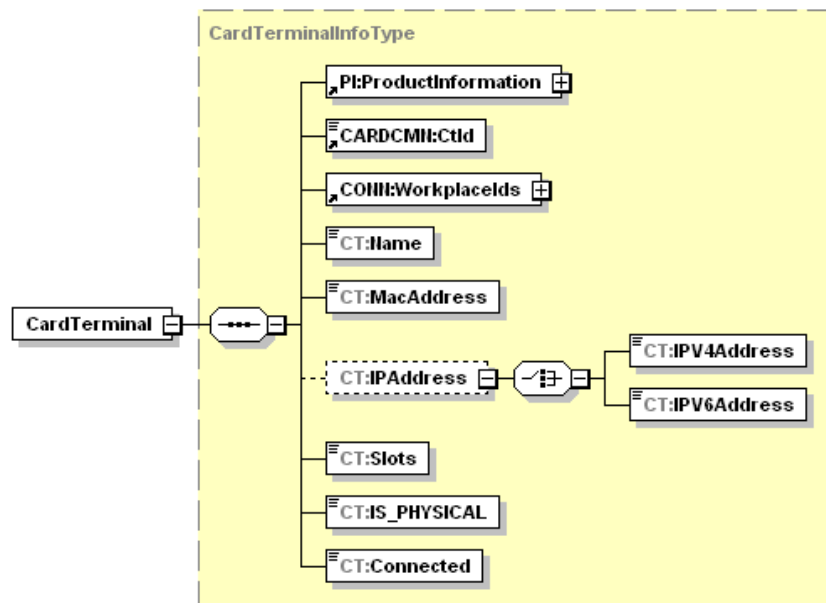 CardTerminalInfoType
PI:ProductInformation
CARDCMN:CtId
CONN:WorkplaceIds
CT:Name
CT:MacAddress
CardTerminal
CT:IPAddress
CT:IPV4Address
CT:IPV6Address
CT:Slots
CT:IS_PHYSICAL
CT:Connected